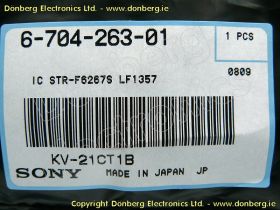 Donberg Electronics Ltd. / www.donberg.ie
6-704-263-01
1 PCS
IC STR-F6267S LF1357
0809
KV-21CT1B
SONY MADE IN JAPAN JP
Donberg Electronics Ltd. / http://www.donberg.ie